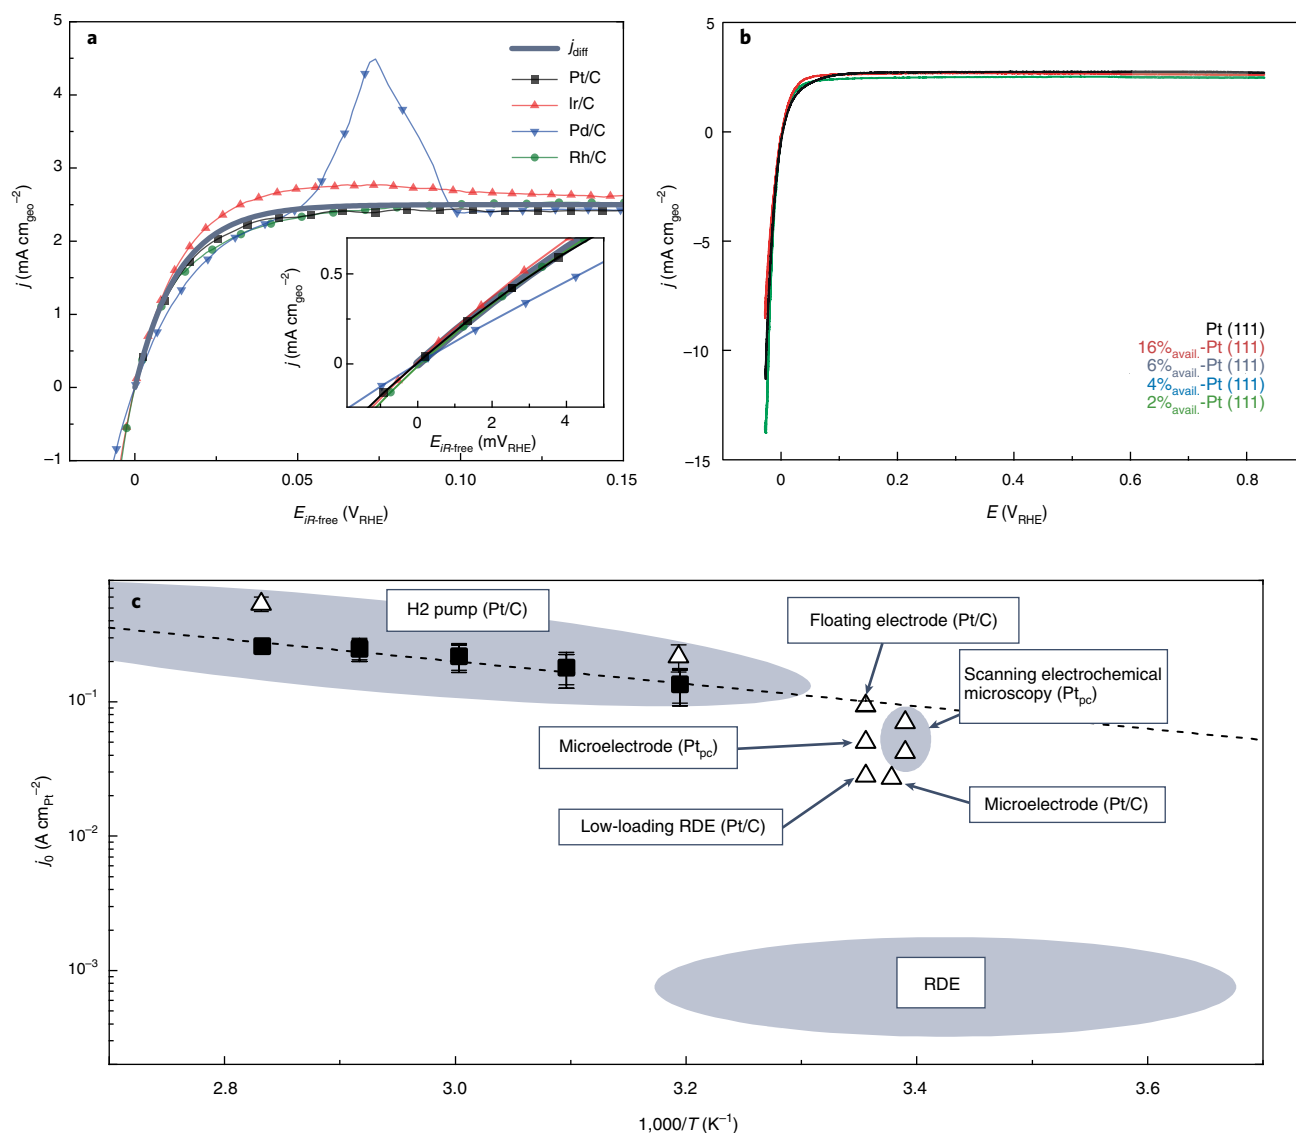 a
5
4
3
2
1
0
−1
j (mA cm_geo^−2)
j_diff
Pt/C
Ir/C
Pd/C
Rh/C
0.5
0
j (mA cm_geo^−2)
0
2
4
E_iR-free (mV_RHE)
0
0.05
0.10
0.15
E_iR-free (V_RHE)
b
5
0
−5
−10
−15
j (mA cm_geo^−2)
Pt (111)
16%_avail.-Pt (111)
6%_avail.-Pt (111)
4%_avail.-Pt (111)
2%_avail.-Pt (111)
0
0.2
0.4
0.6
0.8
E (V_RHE)
c
H2 pump (Pt/C)
Floating electrode (Pt/C)
Scanning electrochemical
microscopy (Pt_pc)
Microelectrode (Pt_pc)
Low-loading RDE (Pt/C)
Microelectrode (Pt/C)
RDE
10^−1
10^−2
10^−3
j_0 (A cm_Pt^−2)
2.8
3.0
3.2
3.4
3.6
1,000/T (K^−1)